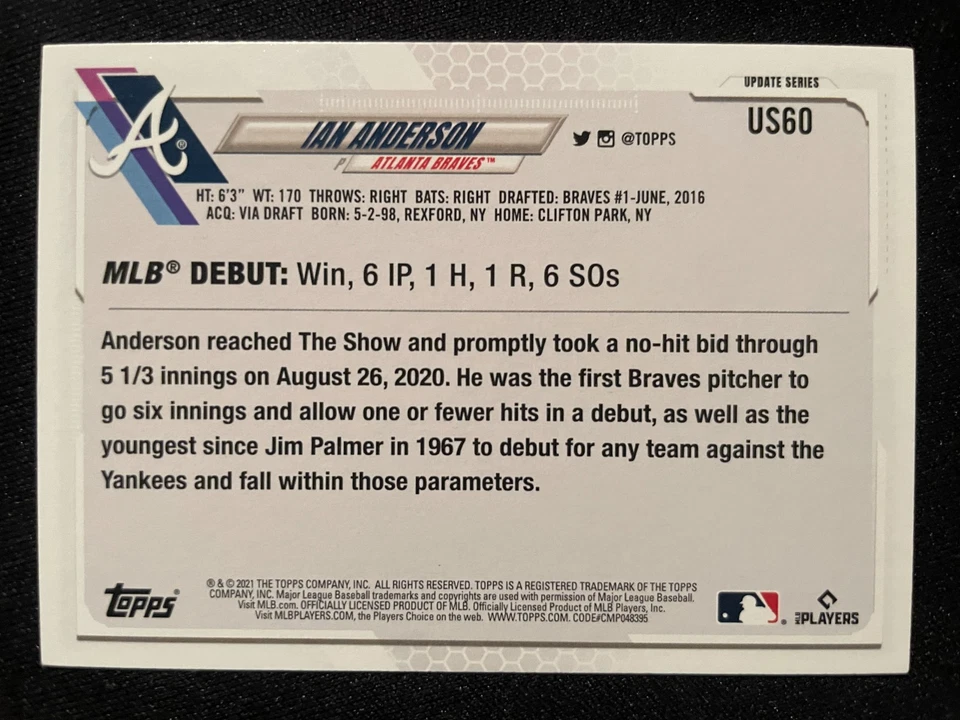 UPDATE SERIES
US60
A®
IAN ANDERSON
@TOPPS
P ATLANTA BRAVES™
HT: 6'3" WT: 170 THROWS: RIGHT BATS: RIGHT DRAFTED: BRAVES #1-JUNE, 2016
ACQ: VIA DRAFT BORN: 5-2-98, REXFORD, NY HOME: CLIFTON PARK, NY
MLB® DEBUT: Win, 6 IP, 1 H, 1 R, 6 SOs
Anderson reached The Show and promptly took a no-hit bid through
5 1/3 innings on August 26, 2020. He was the first Braves pitcher to
go six innings and allow one or fewer hits in a debut, as well as the
youngest since Jim Palmer in 1967 to debut for any team against the
Yankees and fall within those parameters.
Topps®
® & © 2021 THE TOPPS COMPANY, INC. ALL RIGHTS RESERVED. TOPPS IS A REGISTERED TRADEMARK OF THE TOPPS
COMPANY, INC. Major League Baseball trademarks and copyrights are used with permission of Major League Baseball.
Visit MLB.com. OFFICIALLY LICENSED PRODUCT OF MLB. Officially Licensed Product of MLB Players, Inc.
Visit MLBPLAYERS.COM, the Players Choice on the web. WWW.TOPPS.COM. CODE#CMP048395
®
MLB PLAYERS